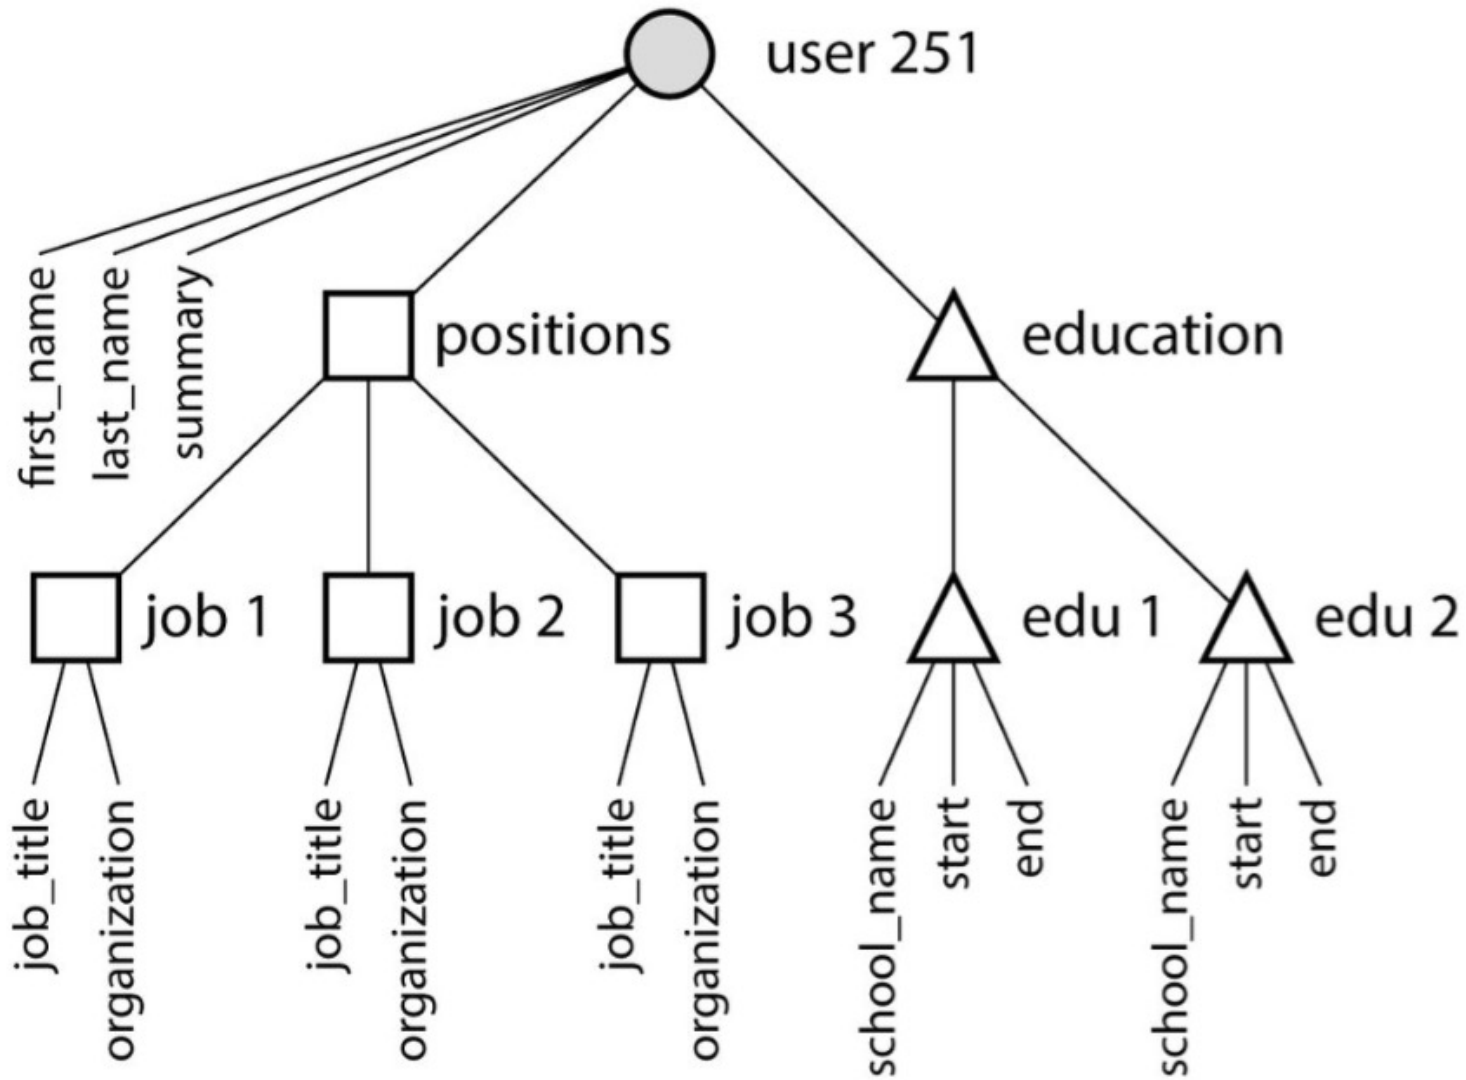 user 251
first_name
last_name
summary
positions
education
job 1
job 2
job 3
edu 1
edu 2
job_title
organization
job_title
organization
job_title
organization
school_name
start
end
school_name
start
end